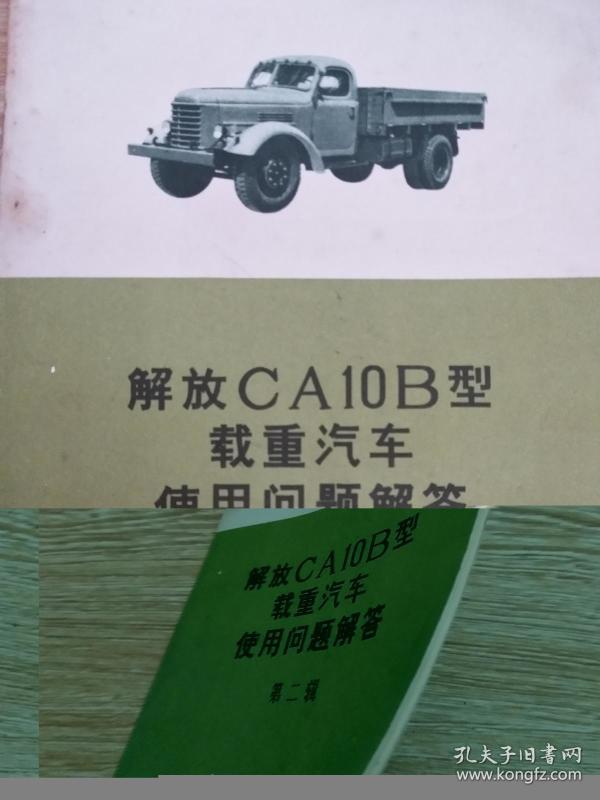 解放CA10B型
载重汽车
使用问题解答
解放CA10B型
载重汽车
使用问题解答
第二辑
孔夫子旧书网
www.kongfz.com